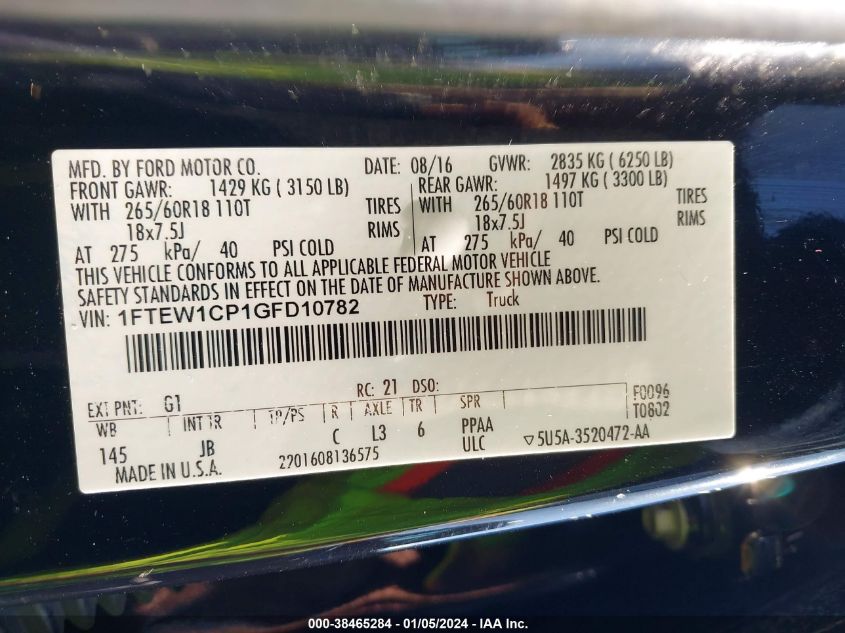 MFD. BY FORD MOTOR CO. DATE: 08/16 GVWR: 2835 KG ( 6250 LB)
FRONT GAWR: 1429 KG ( 3150 LB) REAR GAWR: 1497 KG ( 3300 LB)
WITH 265/60R18 110T TIRES WITH 265/60R18 110T TIRES
18x7.5J RIMS 18x7.5J RIMS
AT 275 kPa/ 40 PSI COLD AT 275 kPa/ 40 PSI COLD
THIS VEHICLE CONFORMS TO ALL APPLICABLE FEDERAL MOTOR VEHICLE
SAFETY STANDARDS IN EFFECT ON THE DATE OF MANUFACTURE SHOWN ABOVE.
VIN: 1FTEW1CP1GFD10782 TYPE: Truck
EXT PNT: G1 RC: 21 DSO: F0096
WB INT TR TP/PS R AXLE TR SPR T0802
145 JB C L3 6 PPAA
ULC ▽5U5A-3520472-AA
MADE IN U.S.A. 2201608136575
000-38465284 - 01/05/2024 - IAA Inc.